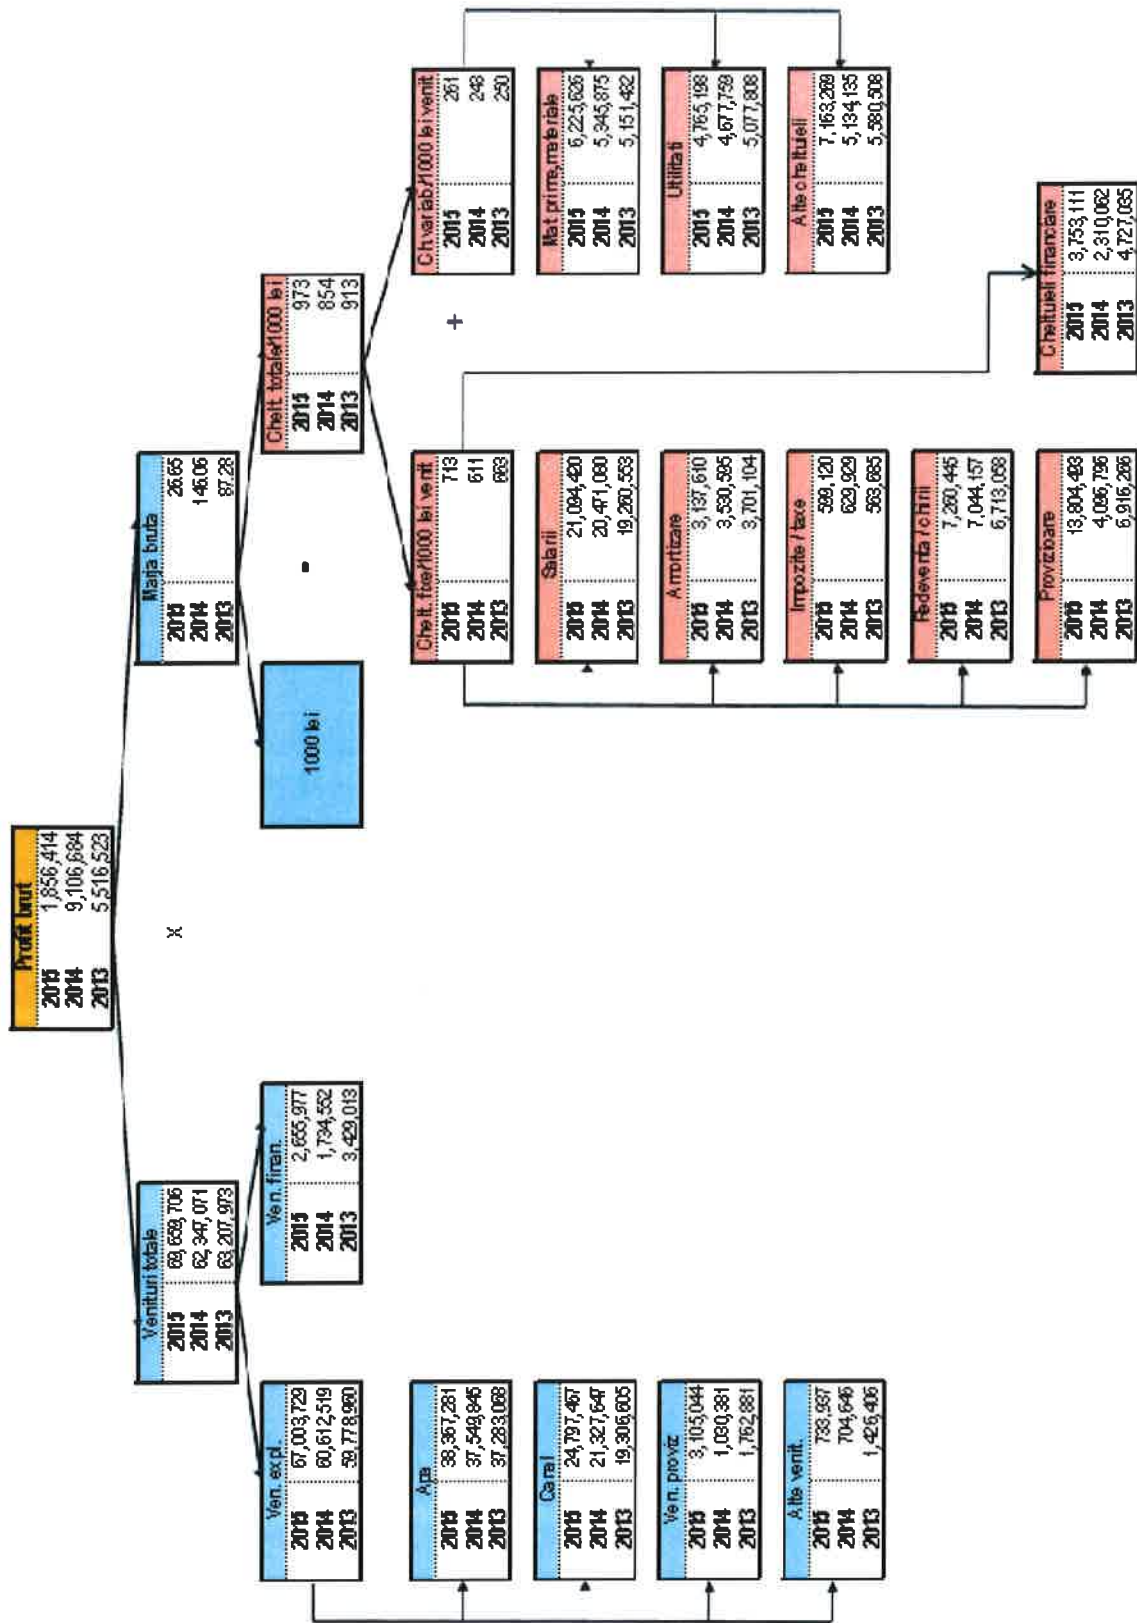 Profit brut
2015 1,856,414
2014 9,106,684
2013 5,516,523
x
Venituri totale
2015 69,659,706
2014 62,347,071
2013 63,207,973
Marja bruta
2015 26.65
2014 146.06
2013 87.28
Ven. expl.
2015 67,003,729
2014 60,612,519
2013 59,778,960
Ven. finan.
2015 2,655,977
2014 1,734,552
2013 3,429,013
1000 lei
-
Chelt. totale/1000 lei
2015 973
2014 854
2013 913
Chelt. fixe/1000 lei venit
2015 713
2014 611
2013 663
+
Ch variab/1000 lei venit
2015 261
2014 243
2013 250
Apa
2015 38,367,281
2014 37,549,845
2013 37,283,068
Salarii
2015 21,094,420
2014 20,471,080
2013 19,260,553
Mat prime, materiale
2015 6,225,626
2014 5,345,875
2013 5,151,492
Canal
2015 24,797,467
2014 21,327,647
2013 19,306,605
Amortizare
2015 3,137,610
2014 3,530,595
2013 3,701,104
Utilitati
2015 4,765,198
2014 4,677,759
2013 5,077,808
Ven. proviz
2015 3,105,044
2014 1,030,381
2013 1,762,881
Impozite / taxe
2015 599,120
2014 629,929
2013 563,685
Alte cheltuieli
2015 7,163,269
2014 5,134,135
2013 5,580,508
Alte venit.
2015 733,937
2014 704,646
2013 1,426,406
Redeventa / chirii
2015 7,260,445
2014 7,044,157
2013 6,713,058
Provizioane
2015 13,804,493
2014 4,096,796
2013 6,916,266
Cheltuieli financiare
2015 3,753,111
2014 2,310,062
2013 4,727,035